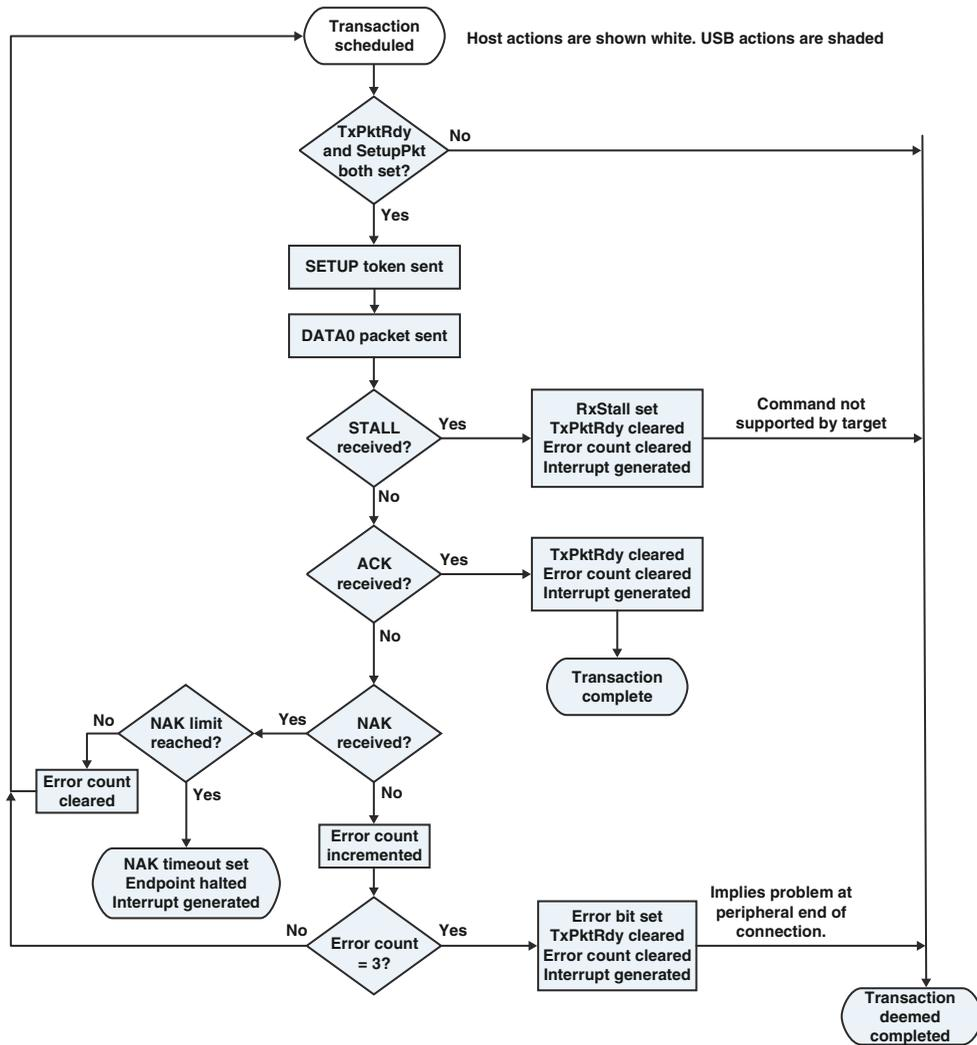 Transaction
scheduled
Host actions are shown white. USB actions are shaded
TxPktRdy
and SetupPkt
both set?
No
Yes
SETUP token sent
DATA0 packet sent
STALL
received?
Yes
RxStall set
TxPktRdy cleared
Error count cleared
Interrupt generated
Command not
supported by target
No
ACK
received?
Yes
TxPktRdy cleared
Error count cleared
Interrupt generated
No
Transaction
complete
NAK
received?
Yes
NAK limit
reached?
No
Error count
cleared
Yes
NAK timeout set
Endpoint halted
Interrupt generated
No
Error count
incremented
Error count
= 3?
No
Yes
Error bit set
TxPktRdy cleared
Error count cleared
Interrupt generated
Implies problem at
peripheral end of
connection.
Transaction
deemed
completed